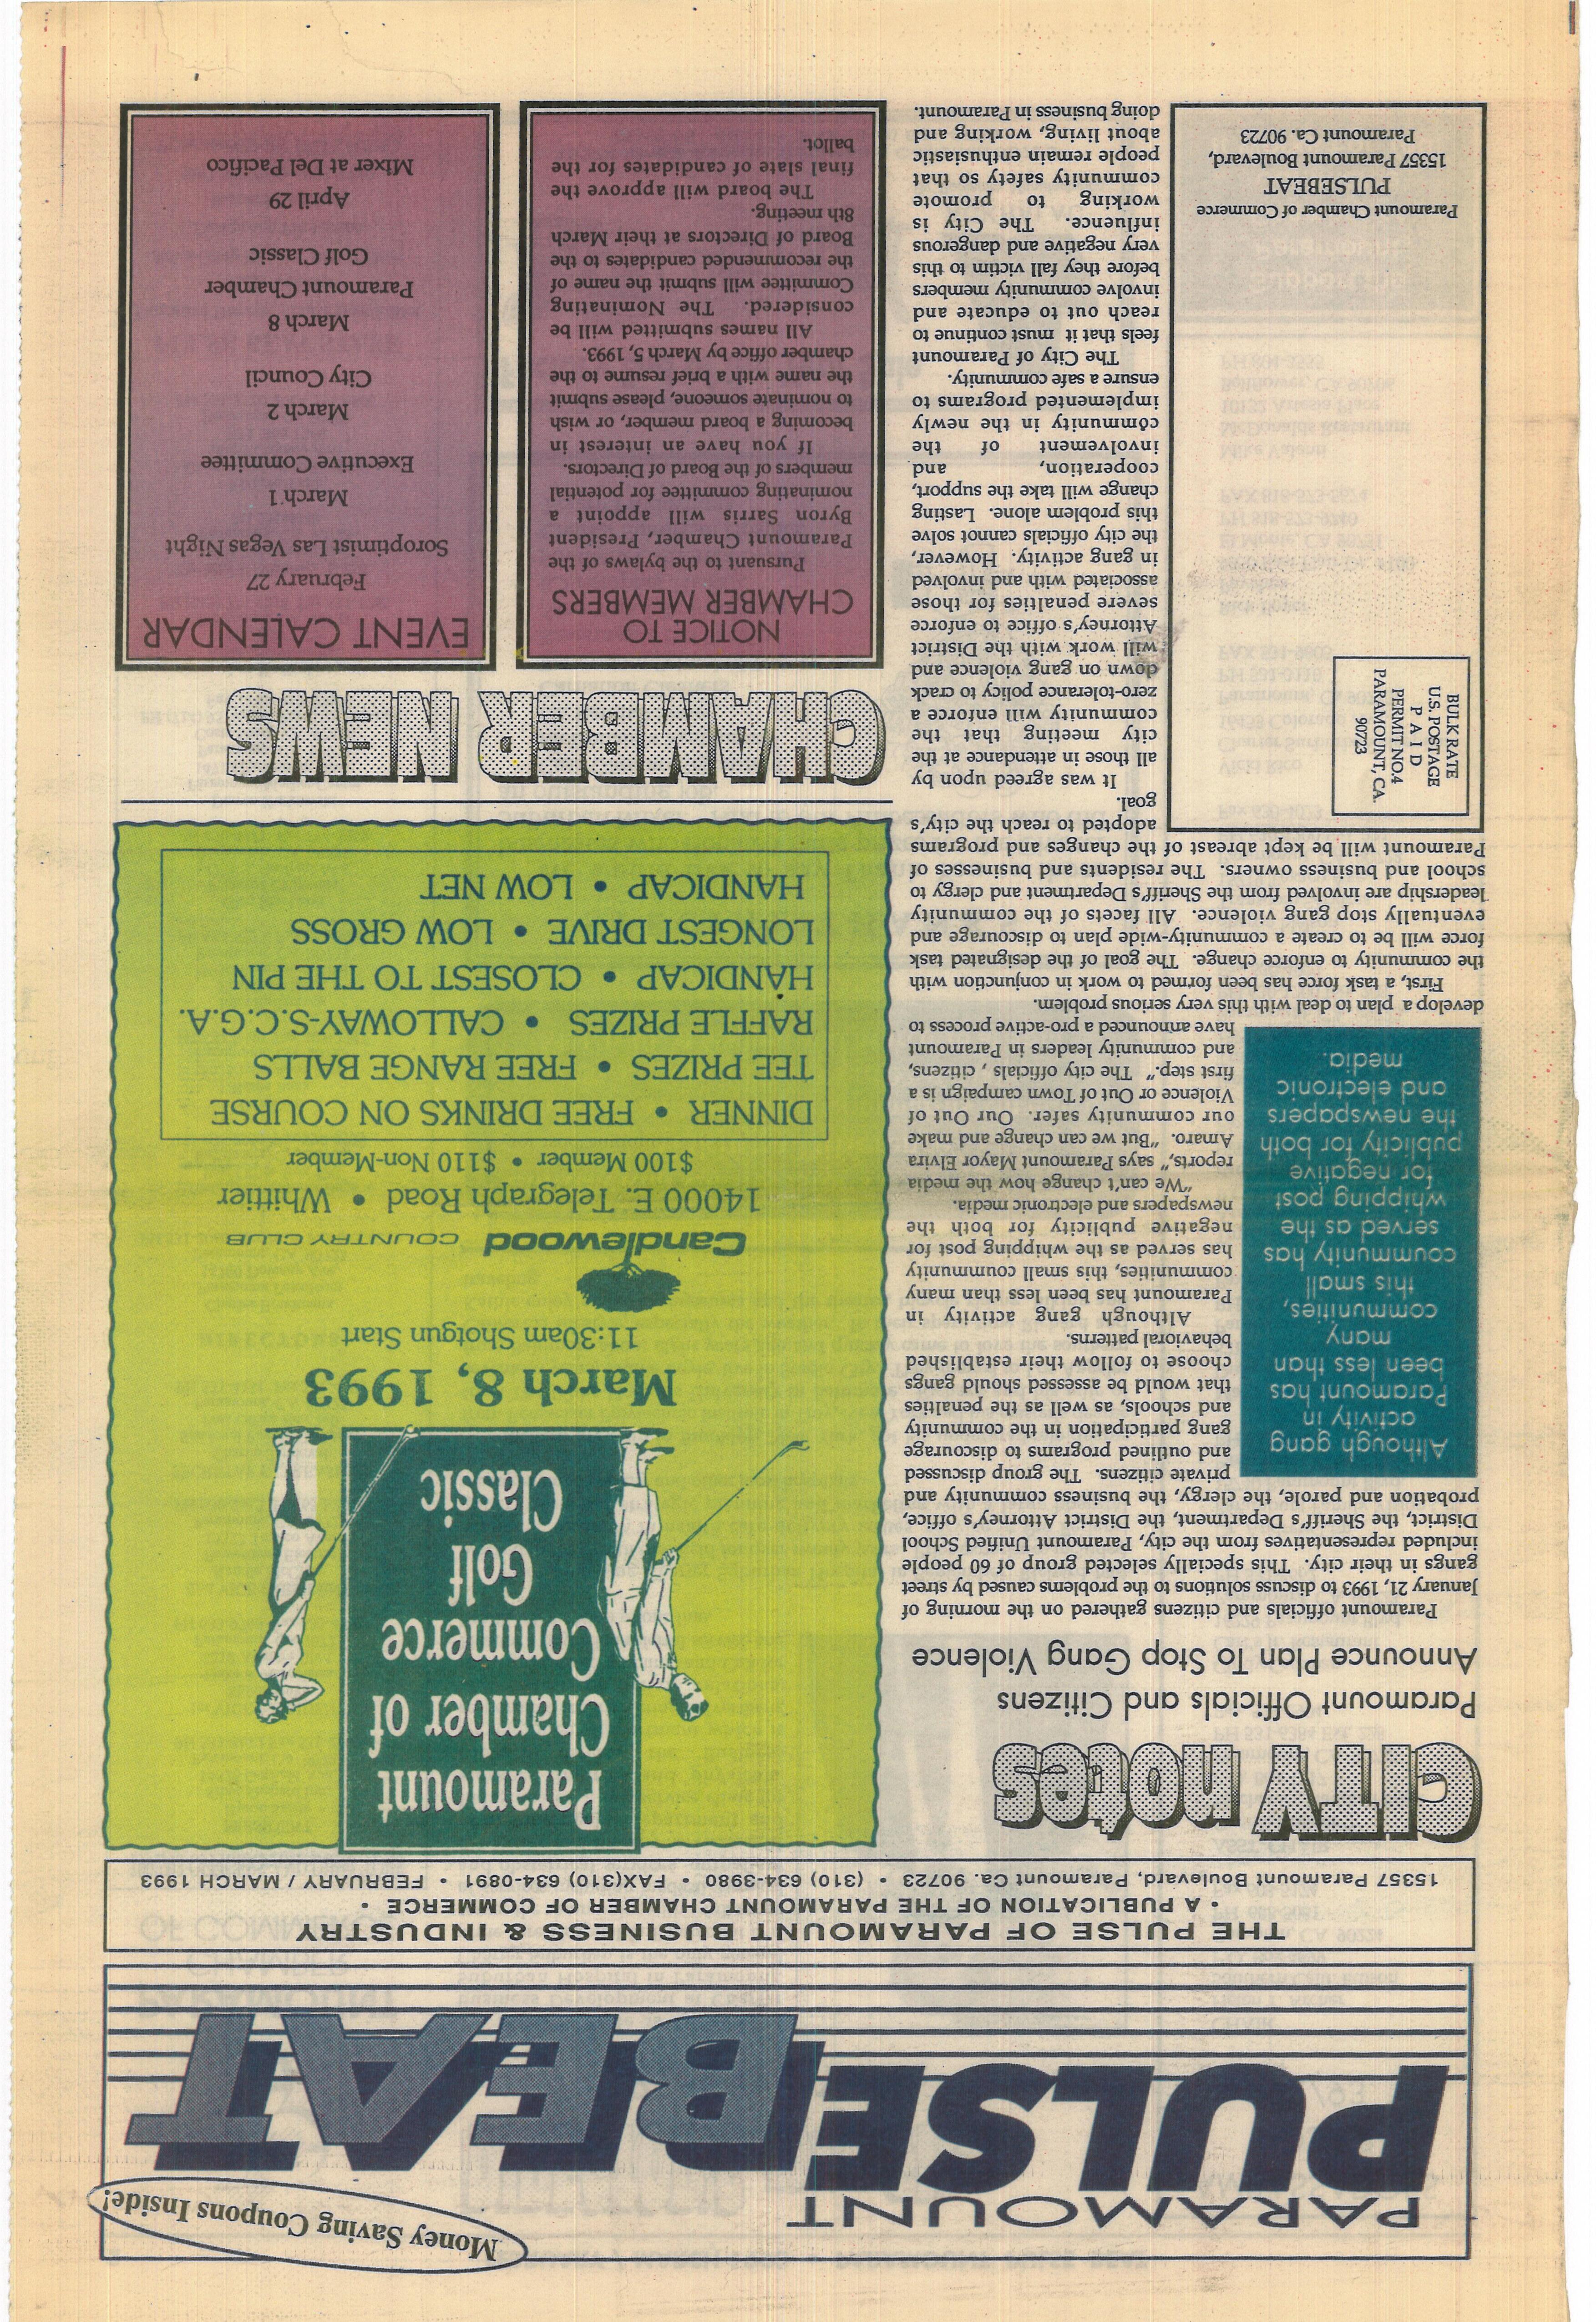 Money Saving Coupons Inside!
PARAMOUNT
PULSEBEAT
THE PULSE OF PARAMOUNT BUSINESS & INDUSTRY
• A PUBLICATION OF THE PARAMOUNT CHAMBER OF COMMERCE •
15357 Paramount Boulevard, Paramount Ca. 90723 • (310) 634-3980 • FAX(310) 634-0891 • FEBRUARY / MARCH 1993
CITY notes
Paramount Officials and Citizens
Announce Plan To Stop Gang Violence
Paramount officials and citizens gathered on the morning of
January 21, 1993 to discuss solutions to the problems caused by street
gangs in their city. This specially selected group of 60 people
included representatives from the city, Paramount Unified School
District, the Sheriff's Department, the District Attorney's office,
probation and parole, the clergy, the business community and
private citizens. The group discussed
and outlined programs to discourage
gang participation in the community
and schools, as well as the penalties
that would be assessed should gangs
choose to follow their established
behavioral patterns.
Although gang activity in
Paramount has been less than many
communities, this small coummunity
has served as the whipping post for
negative publicity for both the
newspapers and electronic media.
"We can't change how the media
reports," says Paramount Mayor Elvira
Amaro. "But we can change and make
our community safer. Our Out of
Violence or Out of Town campaign is a
first step." The city officials , citizens,
and community leaders in Paramount
have announced a pro-active process to
develop a plan to deal with this very serious problem.
First, a task force has been formed to work in conjunction with
the community to enforce change. The goal of the designated task
force will be to create a community-wide plan to discourage and
eventually stop gang violence. All facets of the community
leadership are involved from the Sheriff's Department and clergy to
school and business owners. The residents and businesses of
Paramount will be kept abreast of the changes and programs
adopted to reach the city's
goal.
It was agreed upon by
all those in attendance at the
city meeting that the
community will enforce a
zero-tolerance policy to crack
down on gang violence and
will work with the District
Attorney's office to enforce
severe penalties for those
associated with and involved
in gang activity. However,
the city officials cannot solve
this problem alone. Lasting
change will take the support,
cooperation, and
involvement of the
community in the newly
implemented programs to
ensure a safe community.
The City of Paramount
feels that it must continue to
reach out to educate and
involve community members
before they fall victim to this
very negative and dangerous
influence. The City is
working to promote
community safety so that
people remain enthusiastic
about living, working and
doing business in Paramount.
Although gang
activity in
Paramount has
been less than
many
communities,
this small
coummunity has
served as the
whipping post
for negative
publicity for both
the newspapers
and electronic
media.
BULK RATE
U.S. POSTAGE
P A I D
PERMIT NO.4
PARAMOUNT, CA.
90723
Paramount Chamber of Commerce
PULSEBEAT
15357 Paramount Boulevard,
Paramount Ca. 90723
Paramount
Chamber of
Commerce
Golf
Classic
March 8, 1993
11:30am Shotgun Start
Candlewood COUNTRY CLUB
14000 E. Telegraph Road • Whittier
$100 Member • $110 Non-Member
DINNER • FREE DRINKS ON COURSE
TEE PRIZES • FREE RANGE BALLS
RAFFLE PRIZES • CALLOWAY-S.C.G.A.
HANDICAP • CLOSEST TO THE PIN
LONGEST DRIVE • LOW GROSS
HANDICAP • LOW NET
CHAMBER NEWS
NOTICE TO
CHAMBER MEMBERS
Pursuant to the bylaws of the
Paramount Chamber, President
Byron Sarris will appoint a
nominating committee for potential
members of the Board of Directors.
If you have an interest in
becoming a board member, or wish
to nominate someone, please submit
the name with a brief resume to the
chamber office by March 5, 1993.
All names submitted will be
considered. The Nominating
Committee will submit the name of
the recommended candidates to the
Board of Directors at their March
8th meeting.
The board will approve the
final slate of candidates for the
ballot.
EVENT CALENDAR
February 27
Soroptimist Las Vegas Night
March 1
Executive Committee
March 2
City Council
March 8
Paramount Chamber
Golf Classic
April 29
Mixer at Del Pacifico